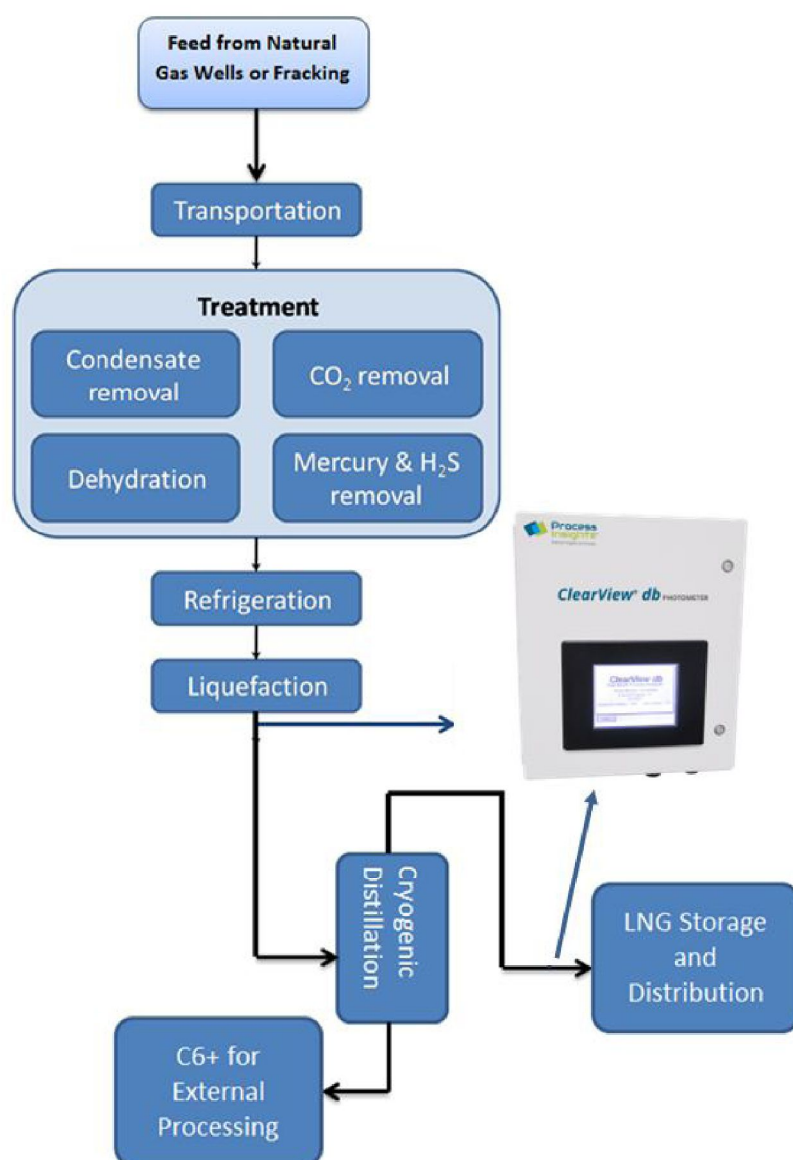 Feed from Natural
Gas Wells or Fracking
Transportation
Treatment
Condensate
removal
CO₂ removal
Dehydration
Mercury & H₂S
removal
Process
Insights
ClearView® db PHOTOMETER
ClearView db
Refrigeration
Liquefaction
Cryogenic
Distillation
LNG Storage
and
Distribution
C6+ for
External
Processing